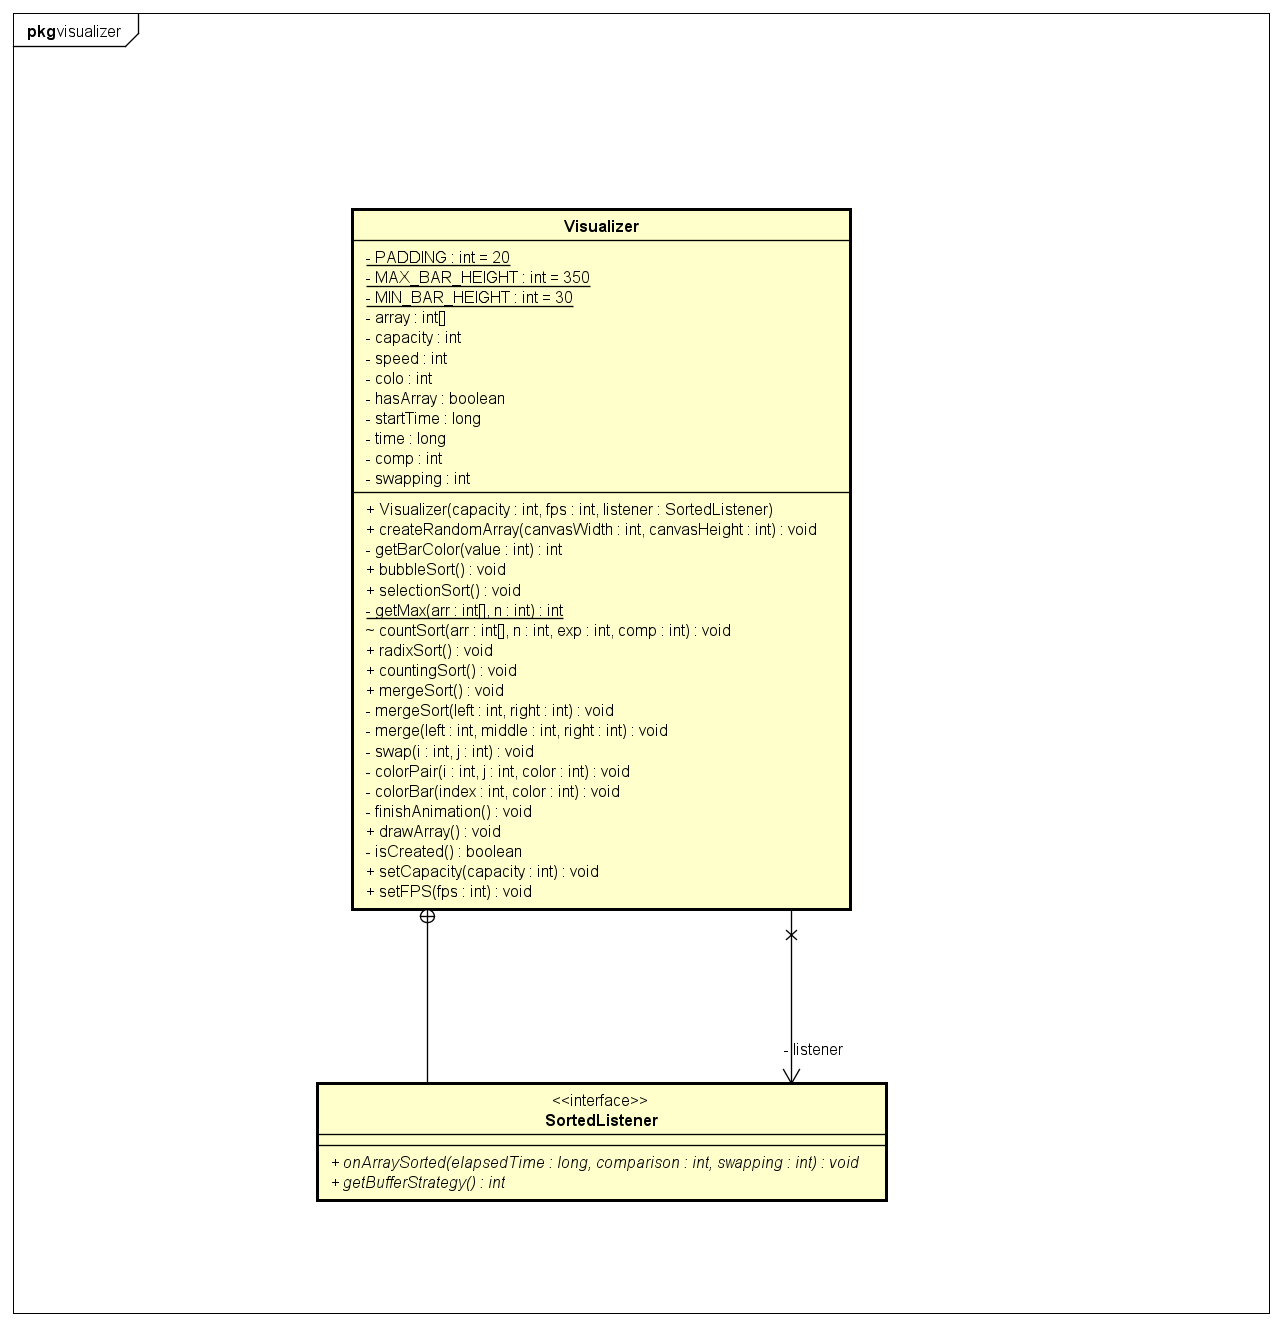 pkg visualizer
Visualizer
- PADDING : int = 20
- MAX_BAR_HEIGHT : int = 350
- MIN_BAR_HEIGHT : int = 30
- array : int[]
- capacity : int
- speed : int
- colo : int
- hasArray : boolean
- startTime : long
- time : long
- comp : int
- swapping : int
+ Visualizer(capacity : int, fps : int, listener : SortedListener)
+ createRandomArray(canvasWidth : int, canvasHeight : int) : void
- getBarColor(value : int) : int
+ bubbleSort() : void
+ selectionSort() : void
- getMax(arr : int[], n : int) : int
~ countSort(arr : int[], n : int, exp : int, comp : int) : void
+ radixSort() : void
+ countingSort() : void
+ mergeSort() : void
- mergeSort(left : int, right : int) : void
- merge(left : int, middle : int, right : int) : void
- swap(i : int, j : int) : void
- colorPair(i : int, j : int, color : int) : void
- colorBar(index : int, color : int) : void
- finishAnimation() : void
+ drawArray() : void
- isCreated() : boolean
+ setCapacity(capacity : int) : void
+ setFPS(fps : int) : void
- listener
<<interface>>
SortedListener
+ onArraySorted(elapsedTime : long, comparison : int, swapping : int) : void
+ getBufferStrategy() : int